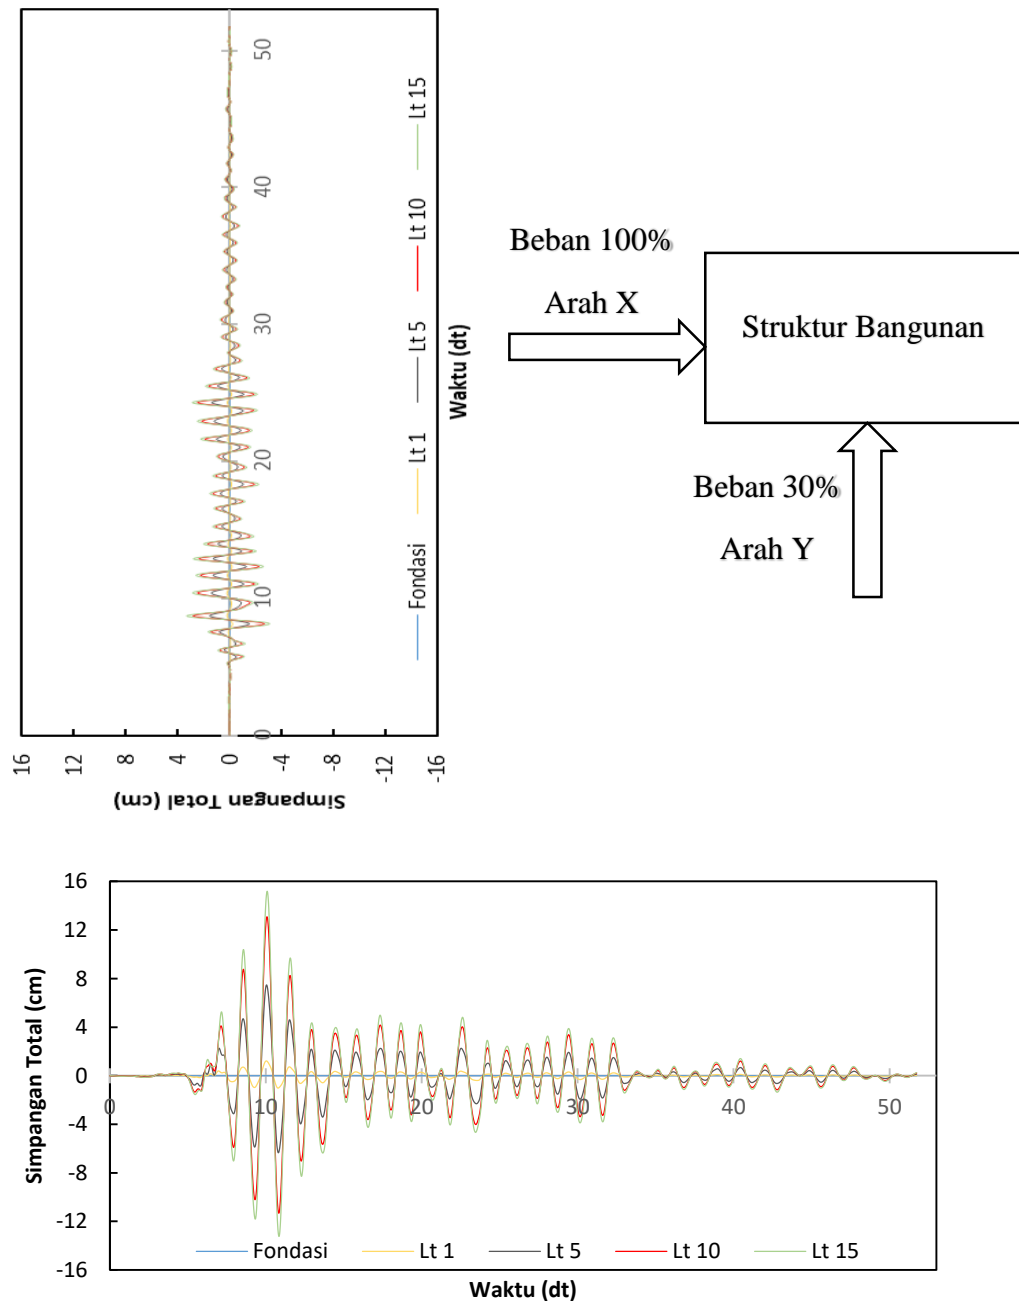 50
40
30
20
10
0
Waktu (dt)
Fondasi
Lt 1
Lt 5
Lt 10
Lt 15
16
12
8
4
0
-4
-8
-12
-16
Simpangan Total (cm)
Beban 100%
Arah X
Struktur Bangunan
Beban 30%
Arah Y
16
12
8
4
0
-4
-8
-12
-16
Simpangan Total (cm)
0 10 20 30 40 50
Fondasi Lt 1 Lt 5 Lt 10 Lt 15
Waktu (dt)